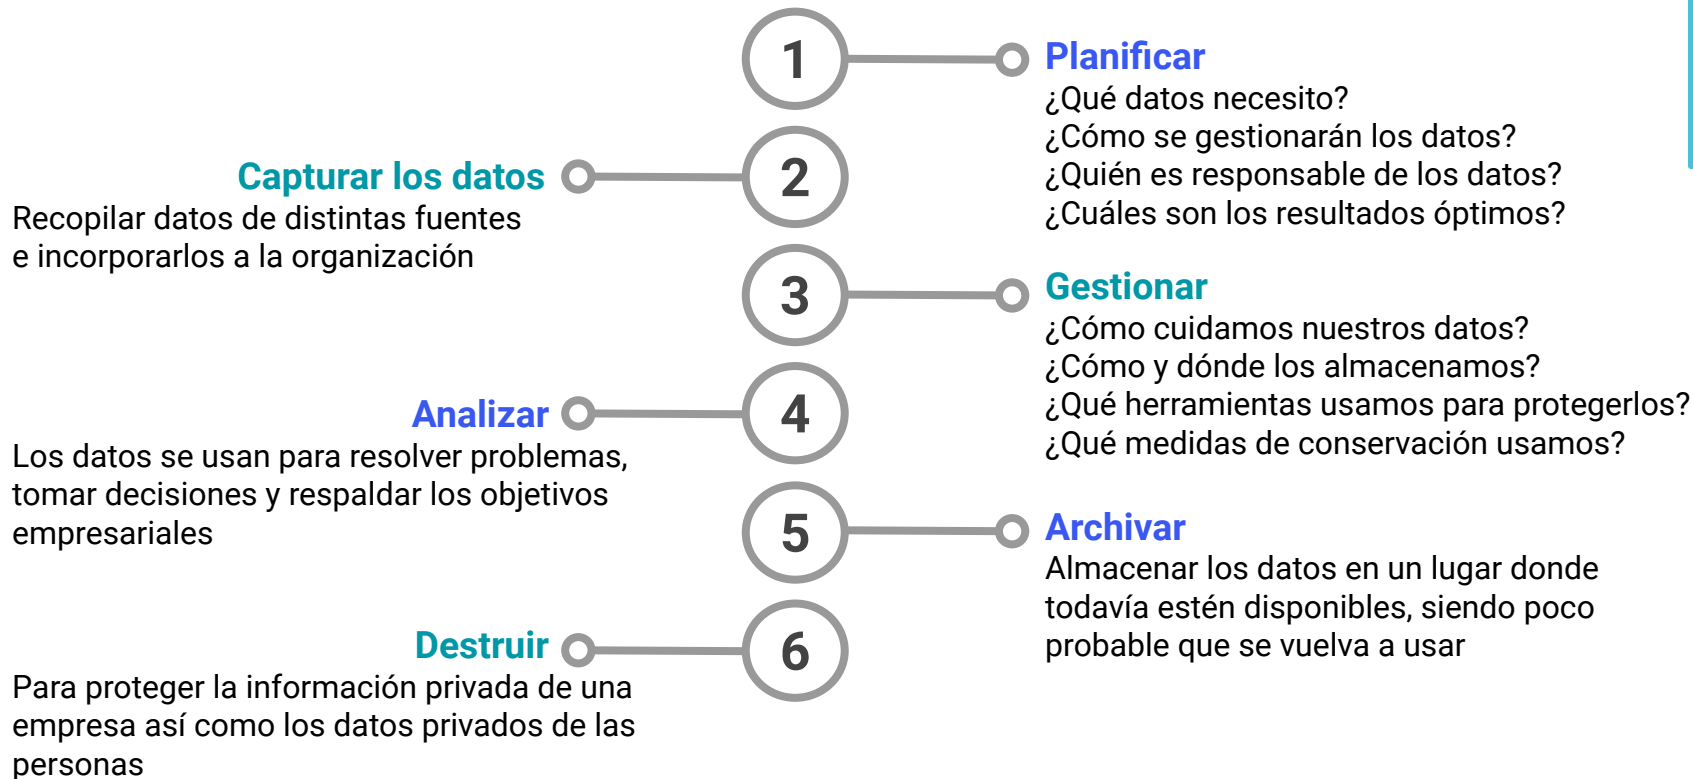 1
Planificar
¿Qué datos necesito?
¿Cómo se gestionarán los datos?
¿Quién es responsable de los datos?
¿Cuáles son los resultados óptimos?
2
Capturar los datos
Recopilar datos de distintas fuentes
e incorporarlos a la organización
3
Gestionar
¿Cómo cuidamos nuestros datos?
¿Cómo y dónde los almacenamos?
¿Qué herramientas usamos para protegerlos?
¿Qué medidas de conservación usamos?
4
Analizar
Los datos se usan para resolver problemas,
tomar decisiones y respaldar los objetivos
empresariales
5
Archivar
Almacenar los datos en un lugar donde
todavía estén disponibles, siendo poco
probable que se vuelva a usar
6
Destruir
Para proteger la información privada de una
empresa así como los datos privados de las
personas